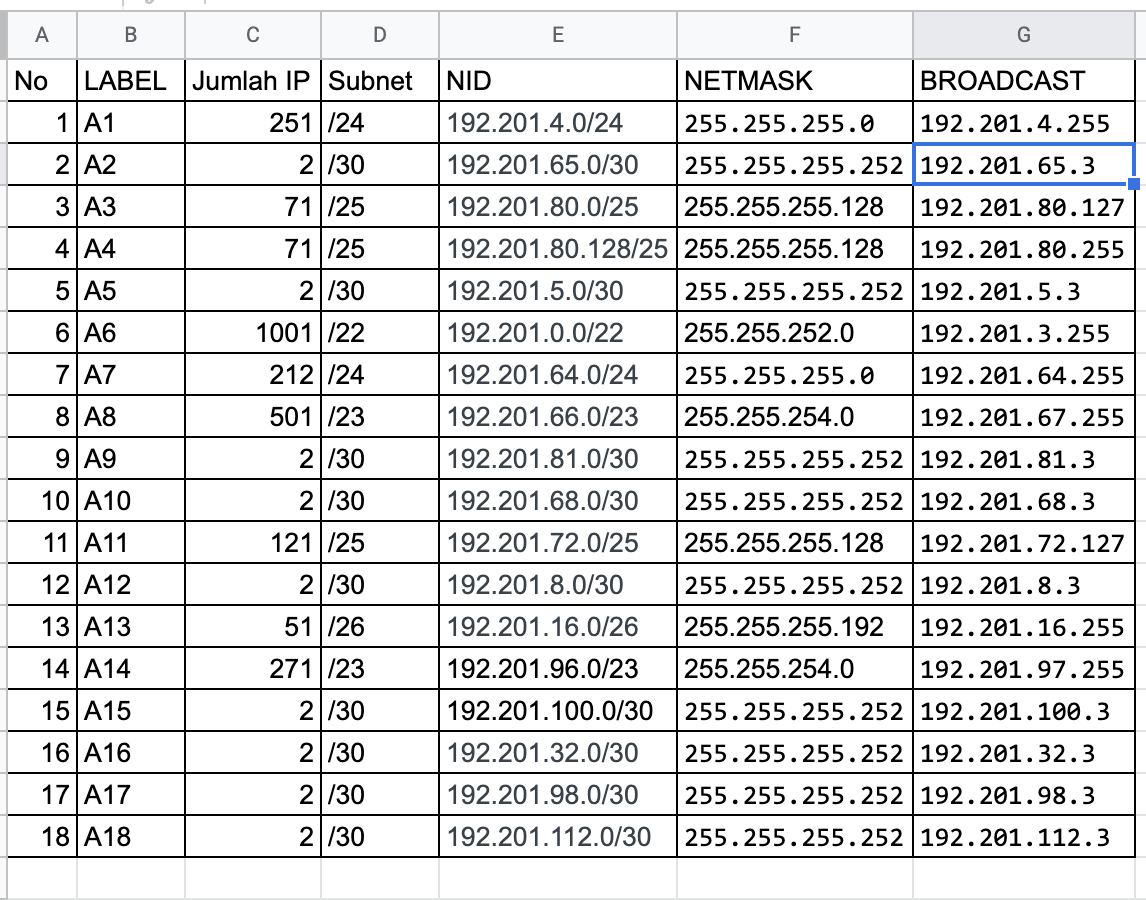 A B C D E F G
No LABEL Jumlah IP Subnet NID NETMASK BROADCAST
1 A1 251 /24 192.201.4.0/24 255.255.255.0 192.201.4.255
2 A2 2 /30 192.201.65.0/30 255.255.255.252 192.201.65.3
3 A3 71 /25 192.201.80.0/25 255.255.255.128 192.201.80.127
4 A4 71 /25 192.201.80.128/25 255.255.255.128 192.201.80.255
5 A5 2 /30 192.201.5.0/30 255.255.255.252 192.201.5.3
6 A6 1001 /22 192.201.0.0/22 255.255.252.0 192.201.3.255
7 A7 212 /24 192.201.64.0/24 255.255.255.0 192.201.64.255
8 A8 501 /23 192.201.66.0/23 255.255.254.0 192.201.67.255
9 A9 2 /30 192.201.81.0/30 255.255.255.252 192.201.81.3
10 A10 2 /30 192.201.68.0/30 255.255.255.252 192.201.68.3
11 A11 121 /25 192.201.72.0/25 255.255.255.128 192.201.72.127
12 A12 2 /30 192.201.8.0/30 255.255.255.252 192.201.8.3
13 A13 51 /26 192.201.16.0/26 255.255.255.192 192.201.16.255
14 A14 271 /23 192.201.96.0/23 255.255.254.0 192.201.97.255
15 A15 2 /30 192.201.100.0/30 255.255.255.252 192.201.100.3
16 A16 2 /30 192.201.32.0/30 255.255.255.252 192.201.32.3
17 A17 2 /30 192.201.98.0/30 255.255.255.252 192.201.98.3
18 A18 2 /30 192.201.112.0/30 255.255.255.252 192.201.112.3